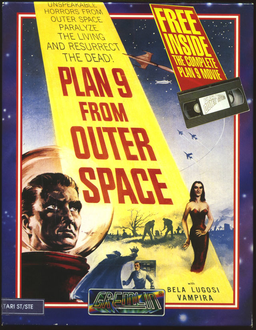 UNSPEAKABLE
HORRORS FROM
OUTER SPACE
PARALYZE
THE LIVING
AND RESURRECT
THE DEAD!
PLAN 9
FROM
OUTER
SPACE
FREE
INSIDE
THE COMPLETE
PLAN 9 MOVIE
with
BELA LUGOSI
VAMPIRA
GREMLIN
ATARI ST/STE